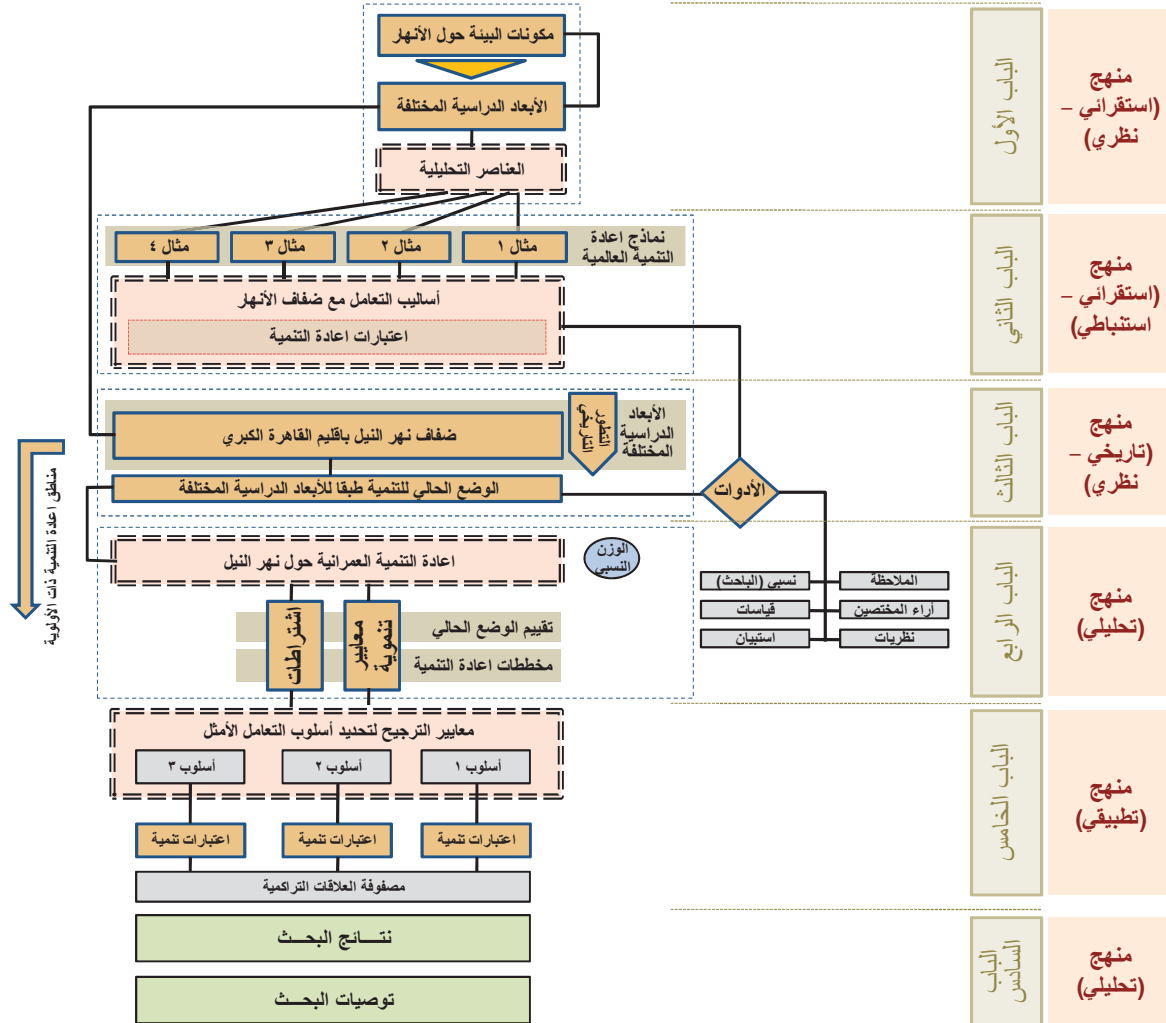 منهج
(استقرائي –
نظري)
الباب الأول
مكونات البيئة حول الأنهار
الأبعاد الدراسية المختلفة
العناصر التحليلية
منهج
(استقرائي –
استنباطي)
الباب الثاني
نماذج اعادة
التنمية العالمية
مثال ١
مثال ٢
مثال ٣
مثال ٤
أساليب التعامل مع ضفاف الأنهار
اعتبارات اعادة التنمية
منهج
(تاريخي –
نظري)
الباب الثالث
الأبعاد
الدراسية
المختلفة
التطور
التاريخي
ضفاف نهر النيل باقليم القاهرة الكبري
الوضع الحالي للتنمية طبقا للأبعاد الدراسية المختلفة
الأدوات
مناطق اعادة التنمية ذات الأولوية
منهج
(تحليلي)
الباب الرابع
الملاحظة
نسبي (الباحث)
أراء المختصين
قياسات
نظريات
استبيان
الوزن
النسبي
اعادة التنمية العمرانية حول نهر النيل
تقييم الوضع الحالي
مخططات اعادة التنمية
معايير
تنموية
اشتراطات
منهج
(تطبيقي)
الباب الخامس
معايير الترجيح لتحديد أسلوب التعامل الأمثل
أسلوب ١
أسلوب ٢
أسلوب ٣
اعتبارات تنمية
اعتبارات تنمية
اعتبارات تنمية
مصفوفة العلاقات التراكمية
منهج
(تحليلي)
الباب
السادس
نتـــائج البحـــث
توصيات البحـــث